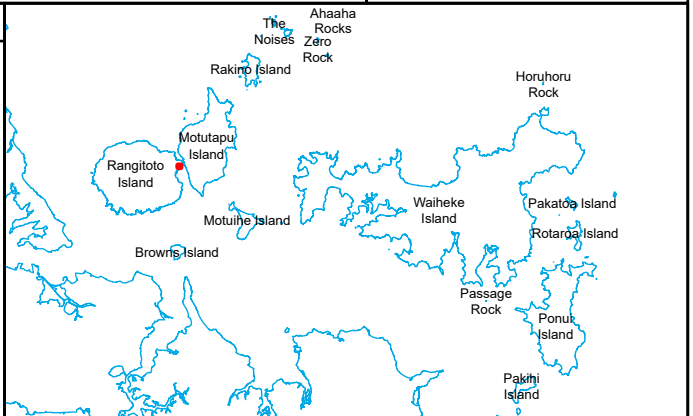 The
Noises
Ahaaha
Rocks
Zero
Rock
Rakino Island
Horuhoru
Rock
Motutapu
Island
Rangitoto
Island
Waiheke
Island
Pakatoa Island
Motuihe Island
Rotaroa Island
Browns Island
Passage
Rock
Ponui
Island
Pakihi
Island